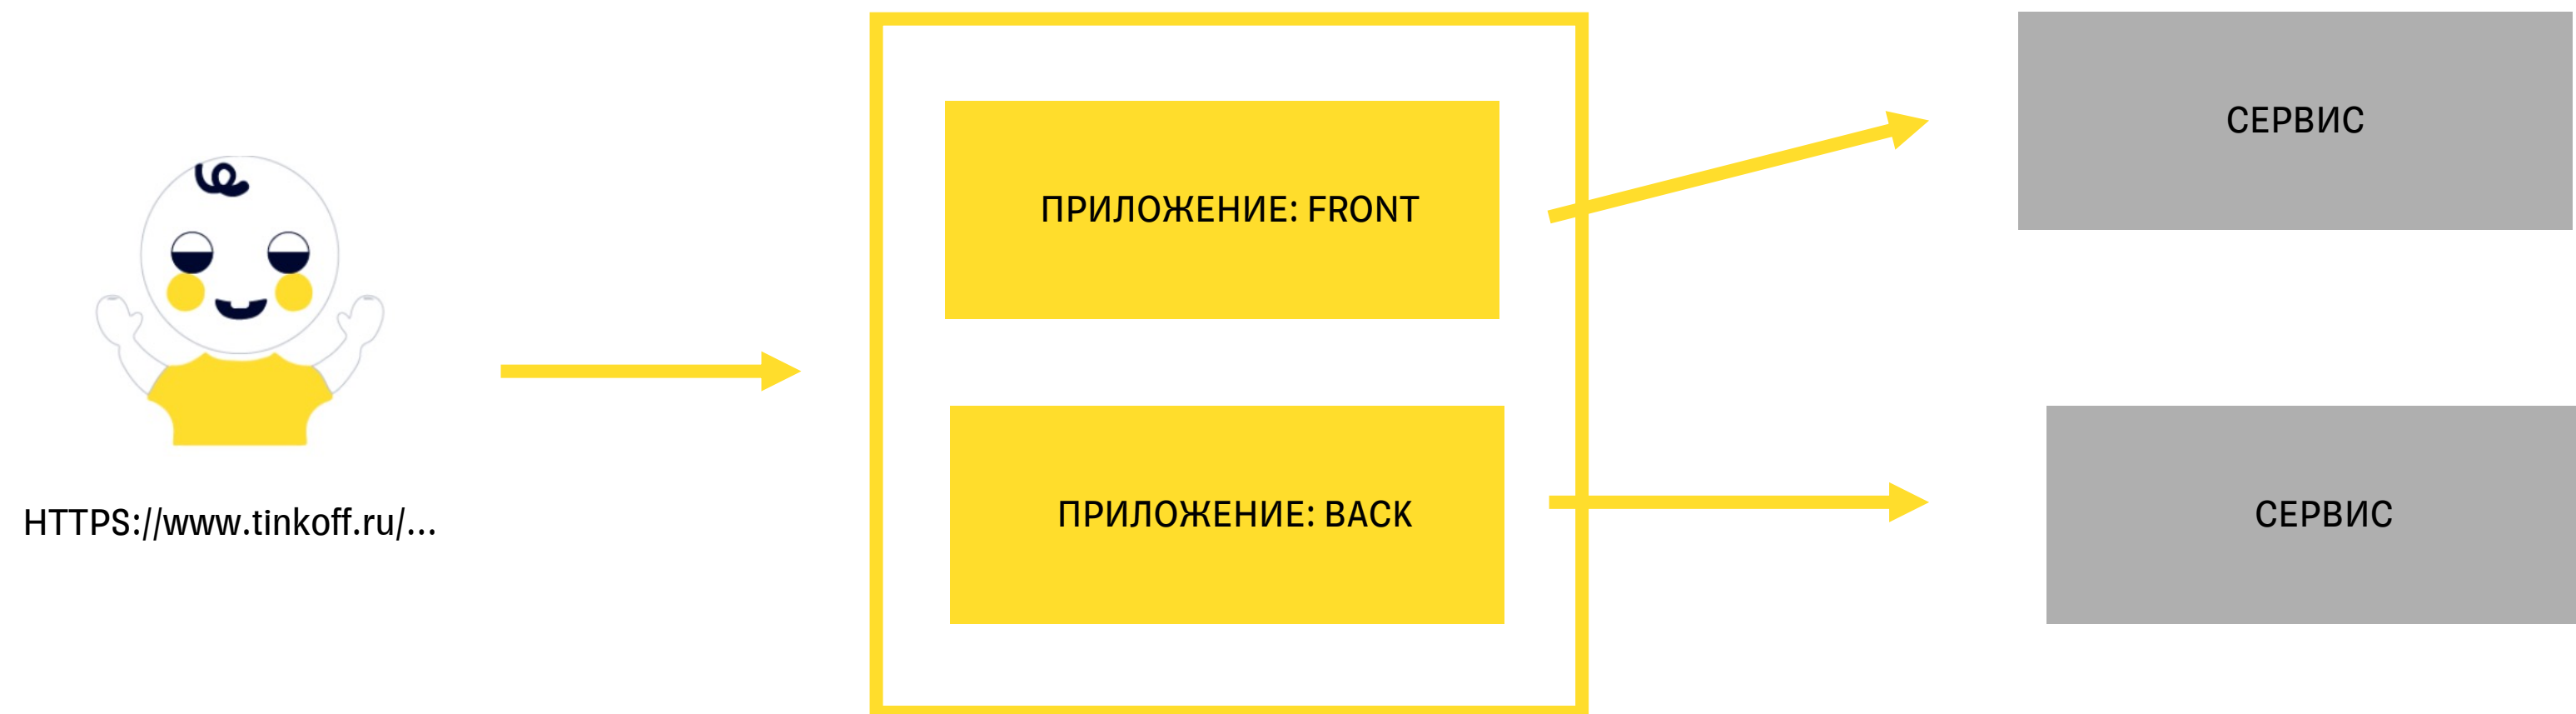 HTTPS://www.tinkoff.ru/...
ПРИЛОЖЕНИЕ: FRONT
ПРИЛОЖЕНИЕ: BACK
СЕРВИС
СЕРВИС